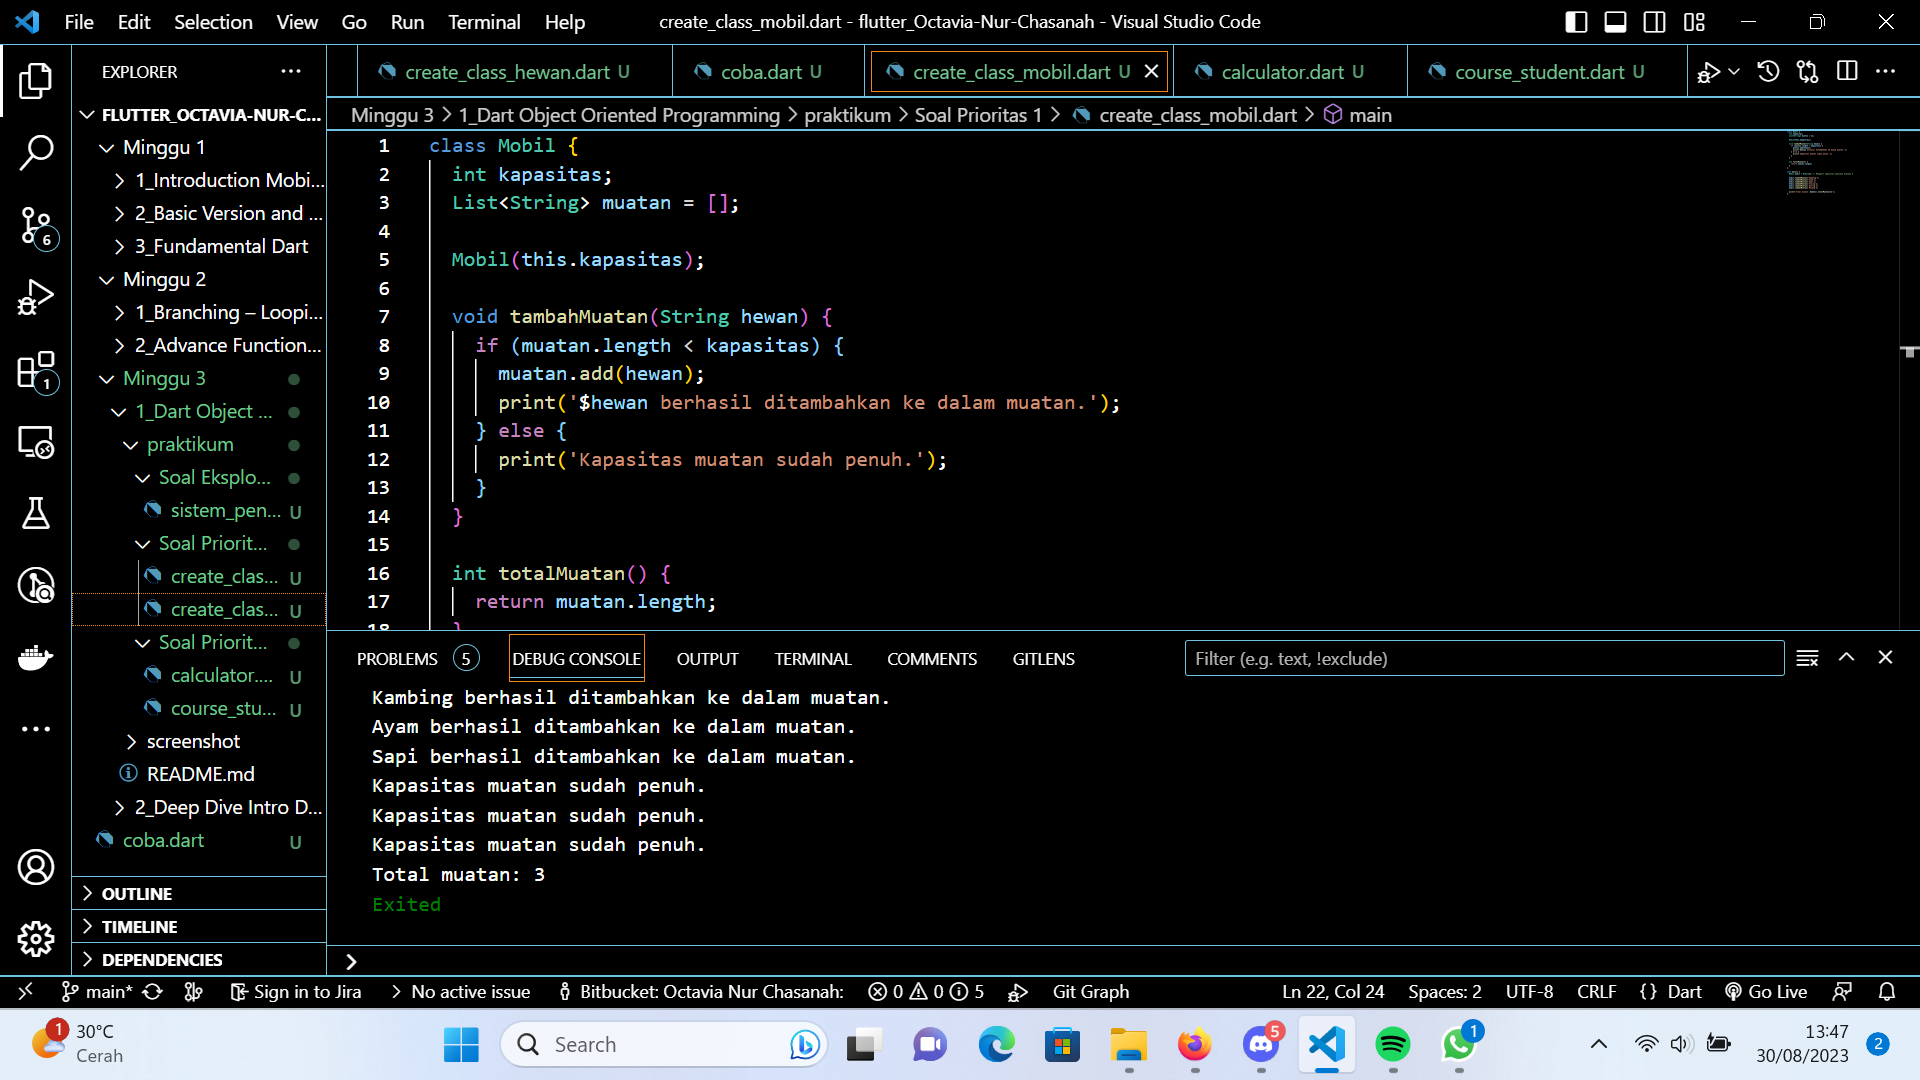 File Edit Selection View Go Run Terminal Help
create_class_mobil.dart - flutter_Octavia-Nur-Chasanah - Visual Studio Code
EXPLORER
create_class_hewan.dart U
coba.dart U
create_class_mobil.dart U
calculator.dart U
course_student.dart U
Minggu 3 > 1_Dart Object Oriented Programming > praktikum > Soal Prioritas 1 > create_class_mobil.dart > main
FLUTTER_OCTAVIA-NUR-C...
Minggu 1
1_Introduction Mobi...
2_Basic Version and ...
3_Fundamental Dart
Minggu 2
1_Branching – Loopi...
2_Advance Function...
Minggu 3
1_Dart Object ...
praktikum
Soal Eksplo...
sistem_pen... U
Soal Priorit...
create_clas... U
create_clas... U
Soal Priorit...
calculator.... U
course_stu... U
screenshot
README.md
2_Deep Dive Intro D...
coba.dart U
OUTLINE
TIMELINE
DEPENDENCIES
6
1
1 class Mobil {
2 int kapasitas;
3 List<String> muatan = [];
4
5 Mobil(this.kapasitas);
6
7 void tambahMuatan(String hewan) {
8 if (muatan.length < kapasitas) {
9 muatan.add(hewan);
10 print('$hewan berhasil ditambahkan ke dalam muatan.');
11 } else {
12 print('Kapasitas muatan sudah penuh.');
13 }
14 }
15
16 int totalMuatan() {
17 return muatan.length;
18 }
PROBLEMS 5 DEBUG CONSOLE OUTPUT TERMINAL COMMENTS GITLENS
Filter (e.g. text, !exclude)
Kambing berhasil ditambahkan ke dalam muatan.
Ayam berhasil ditambahkan ke dalam muatan.
Sapi berhasil ditambahkan ke dalam muatan.
Kapasitas muatan sudah penuh.
Kapasitas muatan sudah penuh.
Kapasitas muatan sudah penuh.
Total muatan: 3
Exited
main* Sign in to Jira > No active issue Bitbucket: Octavia Nur Chasanah: 0 0 5 Git Graph Ln 22, Col 24 Spaces: 2 UTF-8 CRLF {} Dart Go Live
1
30°C
Cerah
Search
5
1
13:47
30/08/2023
2